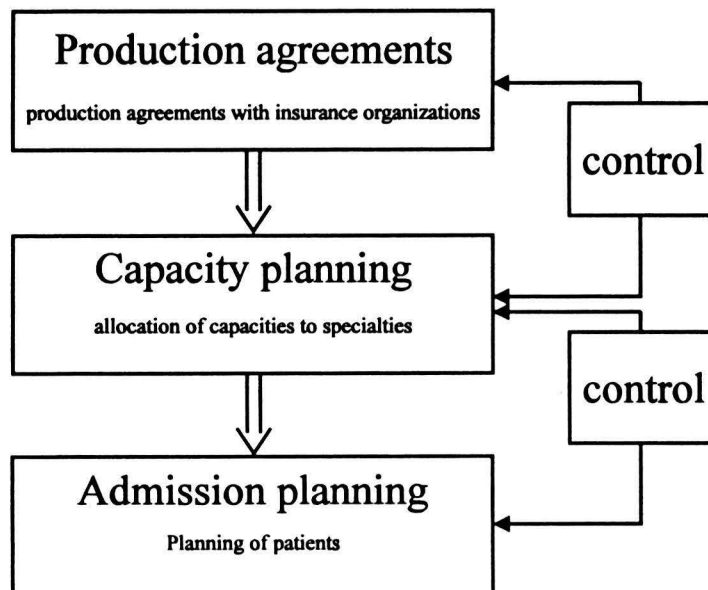 Production agreements
production agreements with insurance organizations
control
Capacity planning
allocation of capacities to specialties
control
Admission planning
Planning of patients